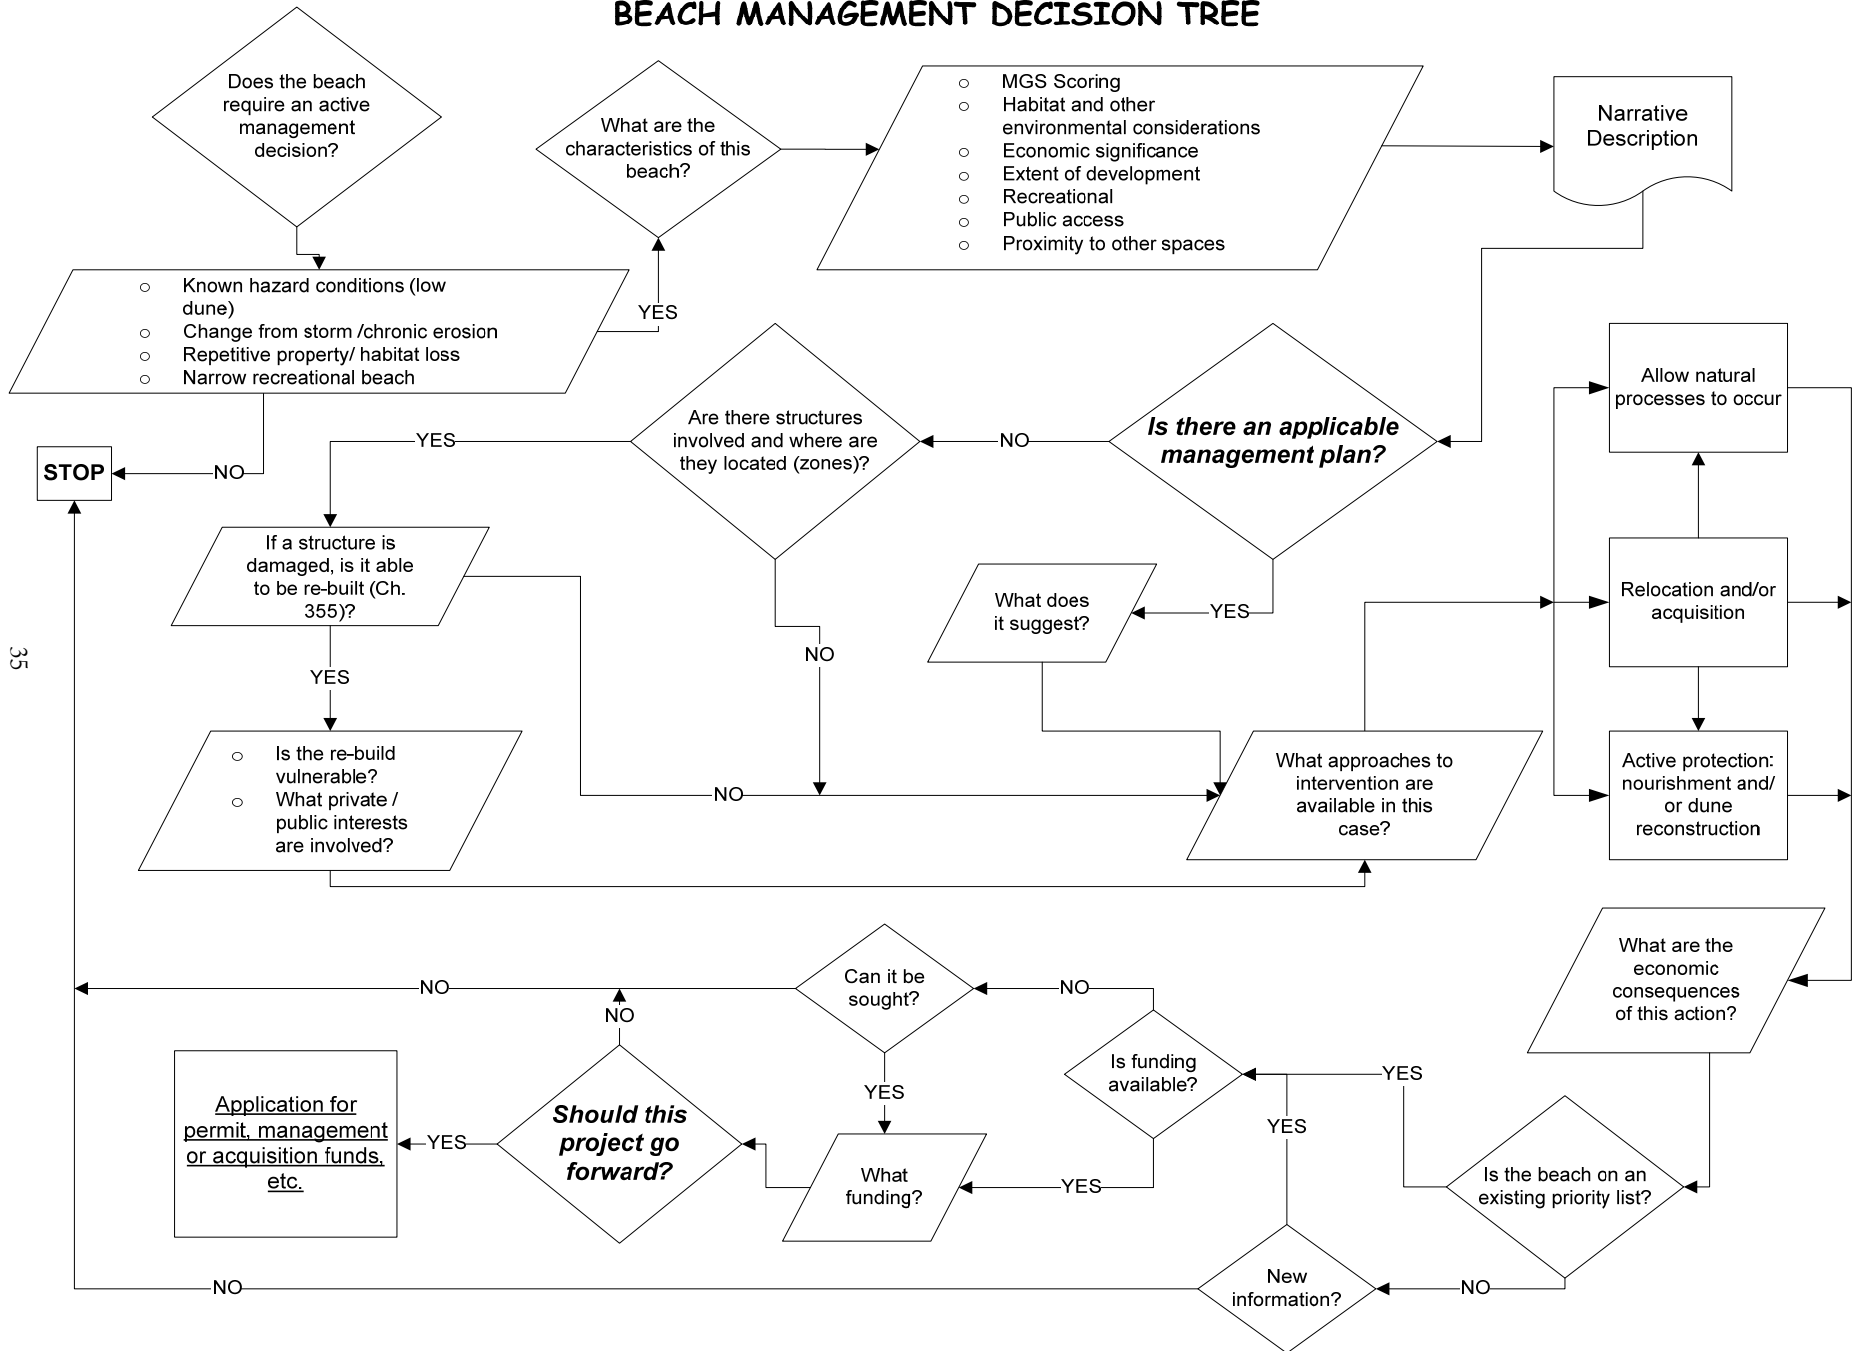 BEACH MANAGEMENT DECISION TREE
Does the beach
require an active
management
decision?
What are the
characteristics of this
beach?
o MGS Scoring
o Habitat and other
environmental considerations
o Economic significance
o Extent of development
o Recreational
o Public access
o Proximity to other spaces
Narrative
Description
o Known hazard conditions (low
dune)
o Change from storm /chronic erosion
o Repetitive property/ habitat loss
o Narrow recreational beach
YES
STOP
NO
YES
Are there structures
involved and where are
they located (zones)?
NO
Is there an applicable
management plan?
Allow natural
processes to occur
If a structure is
damaged, is it able
to be re-built (Ch.
355)?
YES
NO
What does
it suggest?
YES
Relocation and/or
acquisition
35
o Is the re-build
vulnerable?
o What private /
public interests
are involved?
NO
What approaches to
intervention are
available in this
case?
Active protection:
nourishment and/
or dune
reconstruction
What are the
economic
consequences
of this action?
NO
NO
Can it be
sought?
NO
YES
Is funding
available?
YES
YES
Application for
permit, management
or acquisition funds,
etc.
YES
Should this
project go
forward?
What
funding?
YES
Is the beach on an
existing priority list?
NO
New
information?
NO